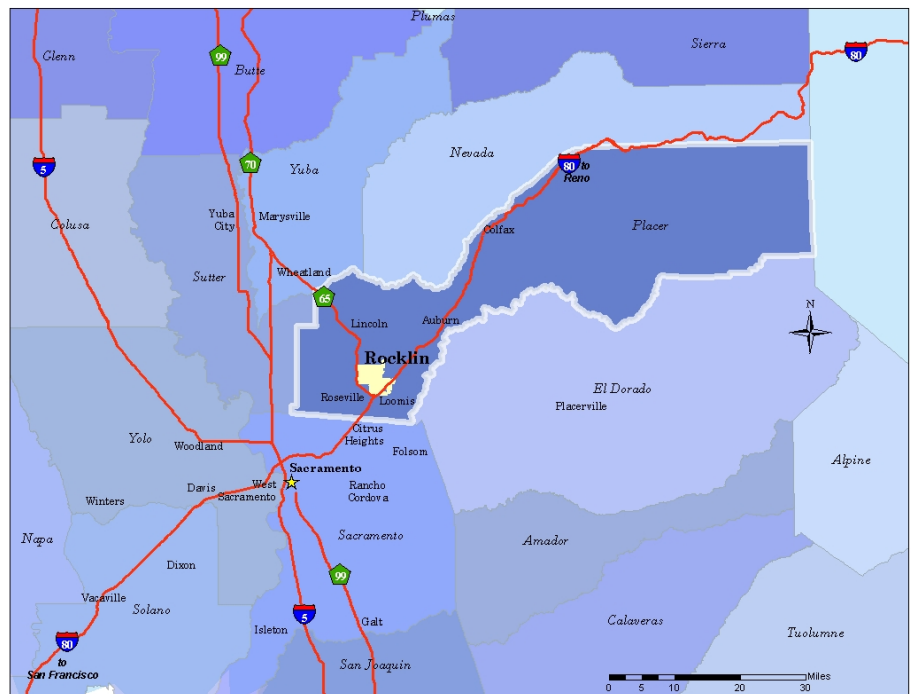 Plumas
Sierra
Glenn
99
Butte
80
5
70
Yuba
Nevada
80
to
Reno
Colusa
Yuba
City
Marysville
Colfax
Placer
Sutter
Wheatland
65
Lincoln
Auburn
N
Rocklin
Roseville
Loomis
El Dorado
Placerville
Citrus
Heights
Folsom
Yolo
Woodland
Alpine
Sacramento
Davis
West
Sacramento
Rancho
Cordova
Winters
Napa
Sacramento
Amador
Dixon
99
Vacaville
Solano
5
Isleton
Galt
Calaveras
Tuolumne
80
to
San Francisco
San Joaquin
Miles
0 5 10 20 30